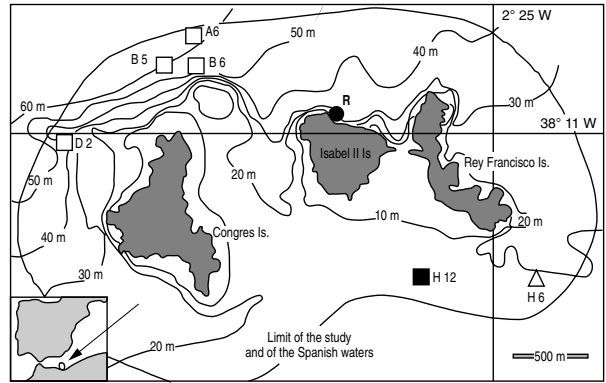 A6
2° 25 W
50 m
B 5
B 6
40 m
60 m
R
30 m
38° 11 W
D 2
Isabel II Is
Rey Francisco Is.
50 m
20 m
10 m
20 m
40 m
Congres Is.
30 m
H 12
H 6
20 m
Limit of the study
and of the Spanish waters
500 m